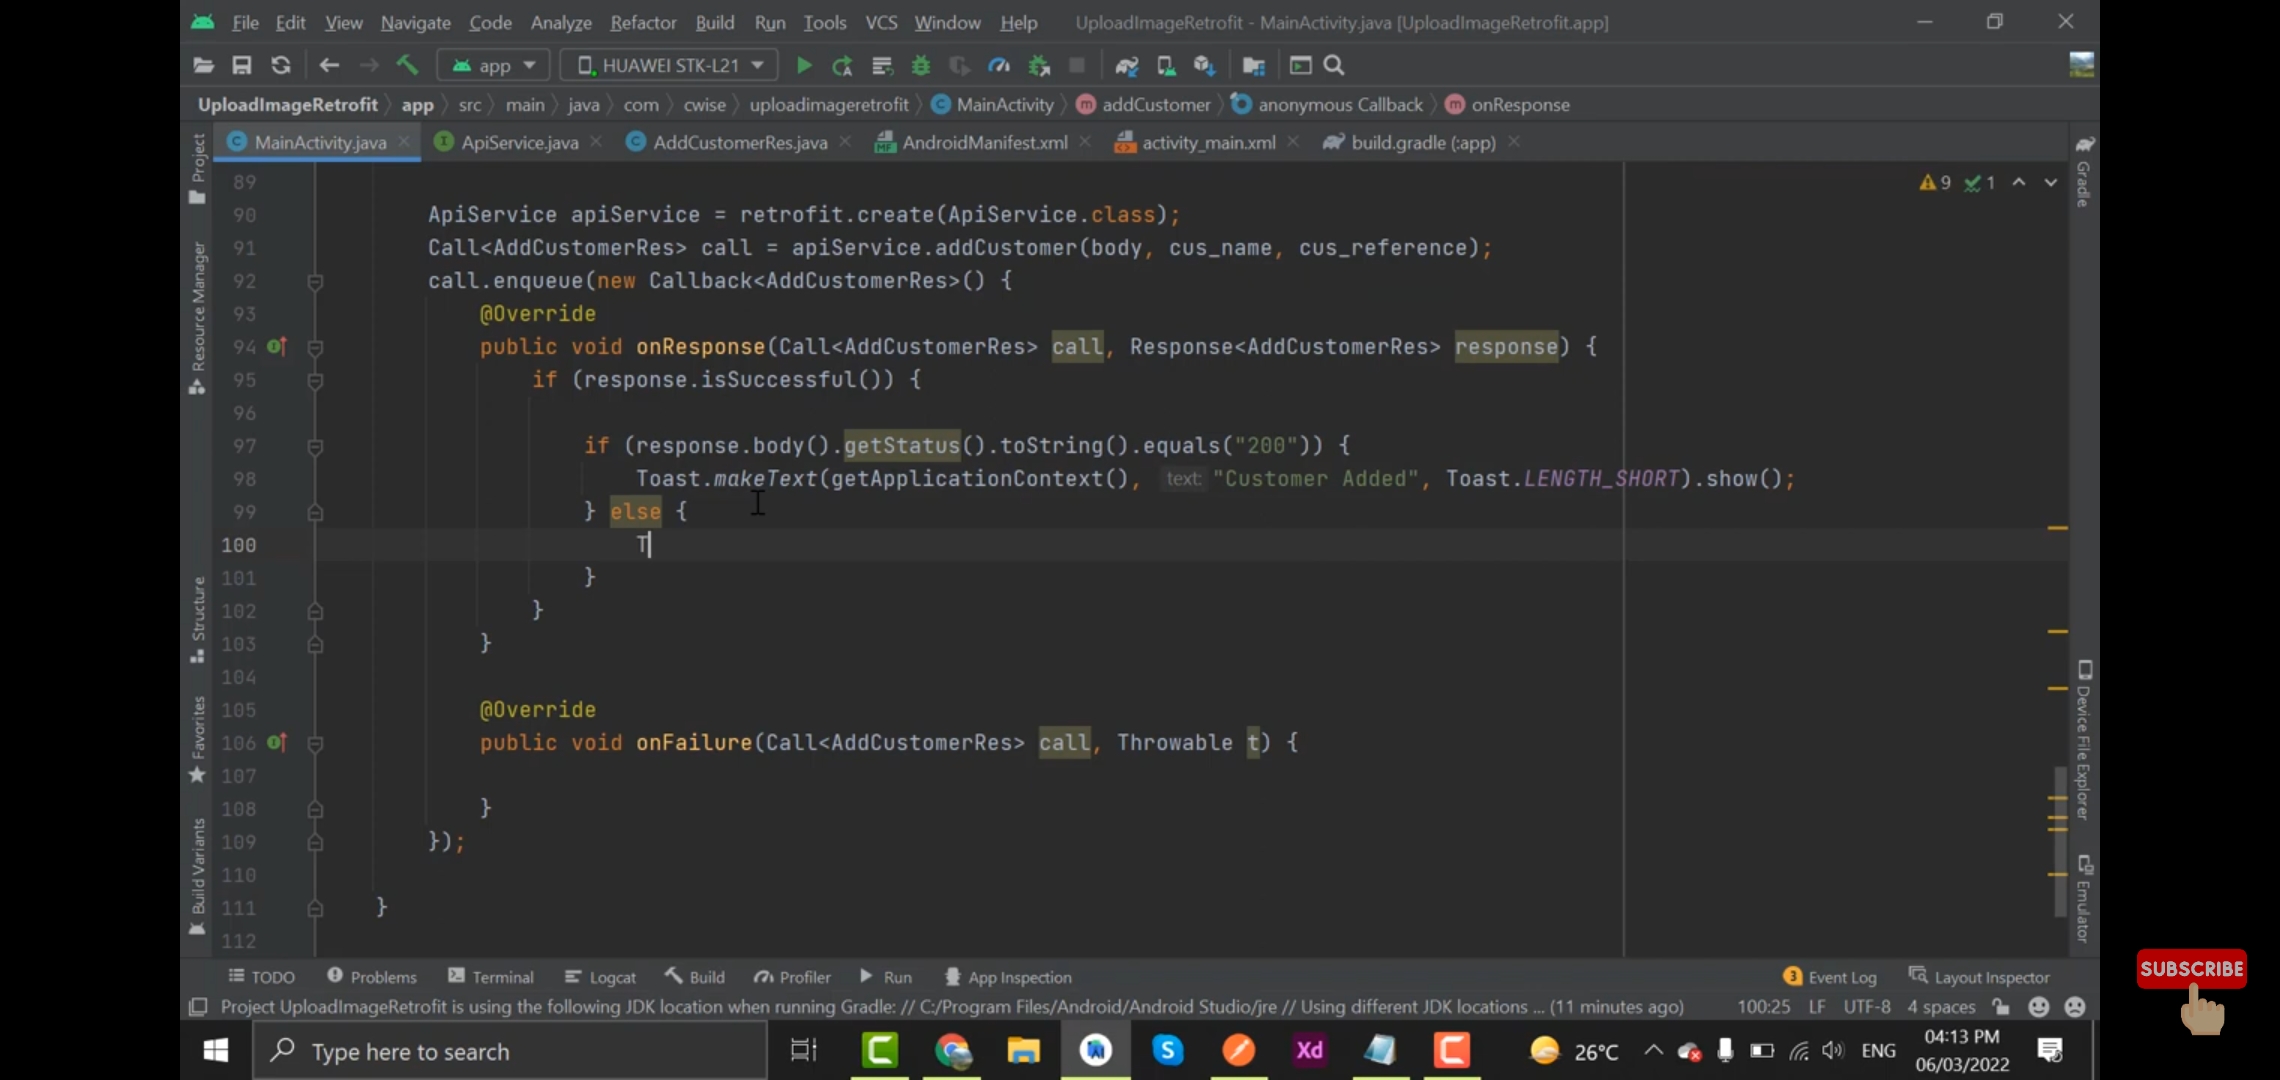 File Edit View Navigate Code Analyze Refactor Build Run Tools VCS Window Help UploadImageRetrofit - MainActivity.java [UploadImageRetrofit.app]
app HUAWEI STK-L21
UploadImageRetrofit app src main java com cwise uploadimageretrofit MainActivity addCustomer anonymous Callback onResponse
MainActivity.java ApiService.java AddCustomerRes.java AndroidManifest.xml activity_main.xml build.gradle (:app)
Project
Resource Manager
Structure
Favorites
Build Variants
89
90 ApiService apiService = retrofit.create(ApiService.class);
91 Call<AddCustomerRes> call = apiService.addCustomer(body, cus_name, cus_reference);
92 call.enqueue(new Callback<AddCustomerRes>() {
93 @Override
94 public void onResponse(Call<AddCustomerRes> call, Response<AddCustomerRes> response) {
95 if (response.isSuccessful()) {
96
97 if (response.body().getStatus().toString().equals("200")) {
98 Toast.makeText(getApplicationContext(), text: "Customer Added", Toast.LENGTH_SHORT).show();
99 } else {
100 T
101 }
102 }
103 }
104
105 @Override
106 public void onFailure(Call<AddCustomerRes> call, Throwable t) {
107
108 }
109 });
110
111 }
112
9 1
Gradle
Device File Explorer
Emulator
TODO Problems Terminal Logcat Build Profiler Run App Inspection 3 Event Log Layout Inspector
Project UploadImageRetrofit is using the following JDK location when running Gradle: // C:/Program Files/Android/Android Studio/jre // Using different JDK locations ... (11 minutes ago) 100:25 LF UTF-8 4 spaces
Type here to search
Xd
26°C ENG
04:13 PM
06/03/2022
SUBSCRIBE